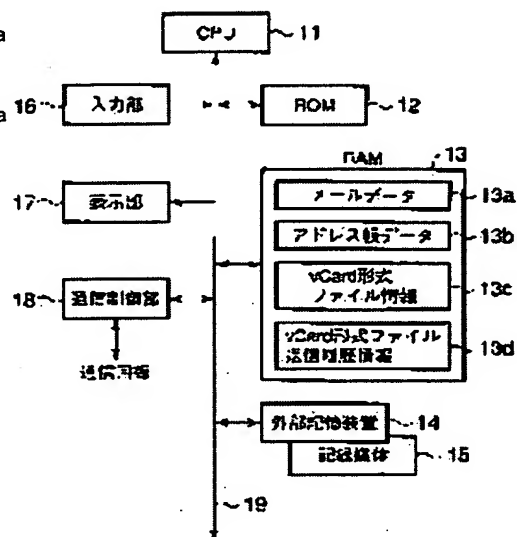 a
CPU
11
a
16
入力部
ROM
12
RAM
13
17
表示部
メールデータ
13a
アドレス帳データ
13b
vCard形式
ファイル情報
13c
18
通信制御部
vCard形式ファイル
送信履歴情報
13d
通信回線
外部記憶装置
14
記録媒体
15
19